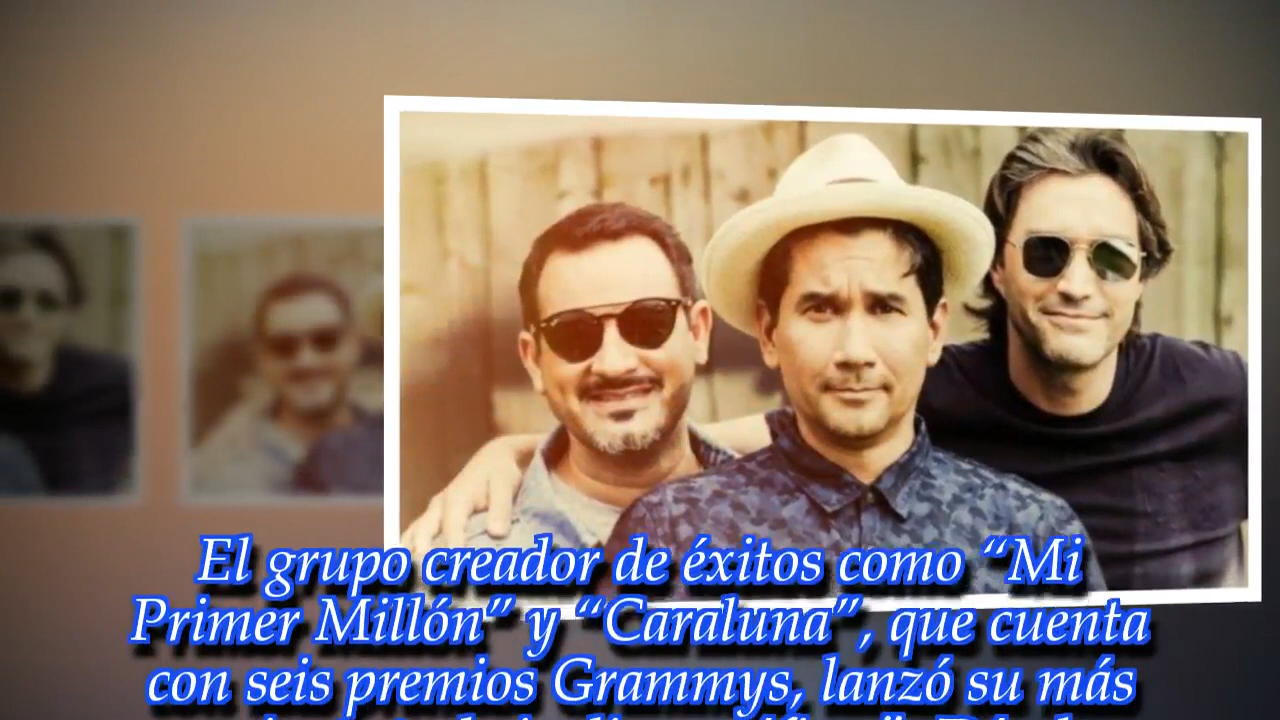 El grupo creador de éxitos como “Mi
Primer Millón” y “Caraluna”, que cuenta
con seis premios Grammys, lanzó su más